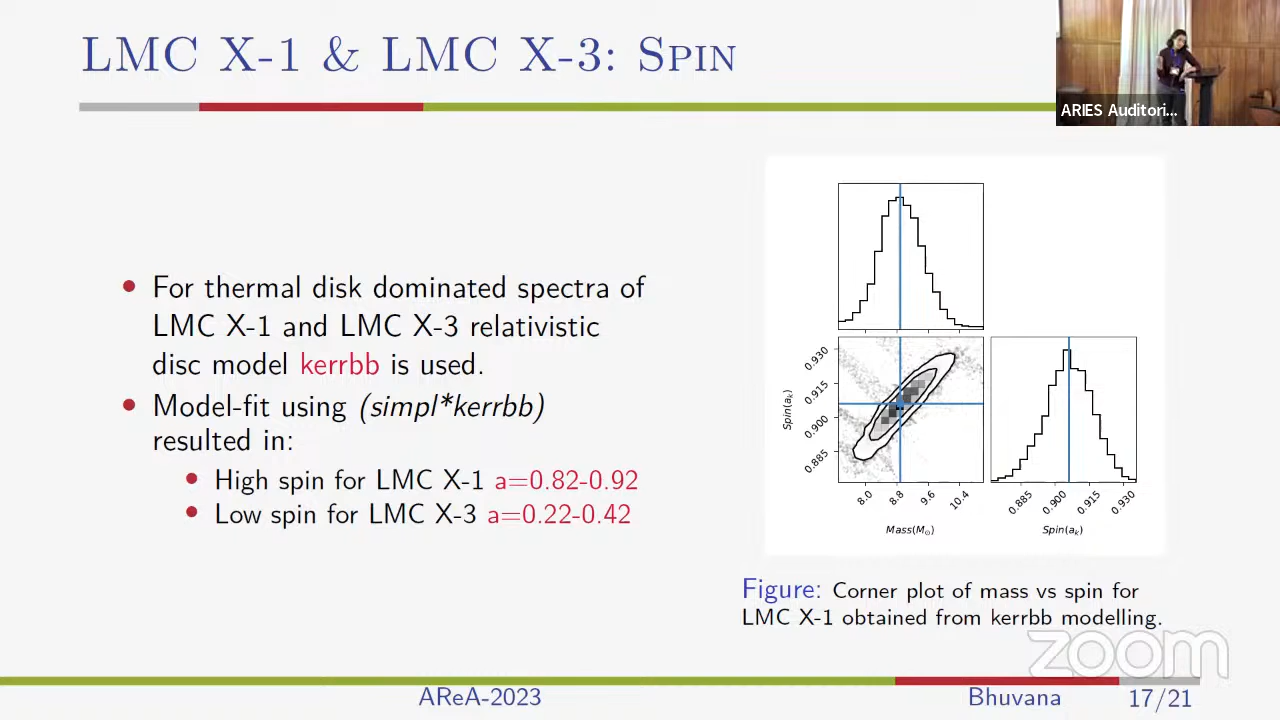 LMC X-1 & LMC X-3: SPIN
ARIES Auditori...
• For thermal disk dominated spectra of
LMC X-1 and LMC X-3 relativistic
disc model kerrbb is used.
• Model-fit using (simpl*kerrbb)
resulted in:
• High spin for LMC X-1 a=0.82-0.92
• Low spin for LMC X-3 a=0.22-0.42
0.930
0.915
0.900
0.885
Spin(aₖ)
8.0 8.8 9.6 10.4
Mass(M☉)
0.885 0.900 0.915 0.930
Spin(aₖ)
Figure: Corner plot of mass vs spin for
LMC X-1 obtained from kerrbb modelling.
zoom
AReA-2023 Bhuvana 17/21